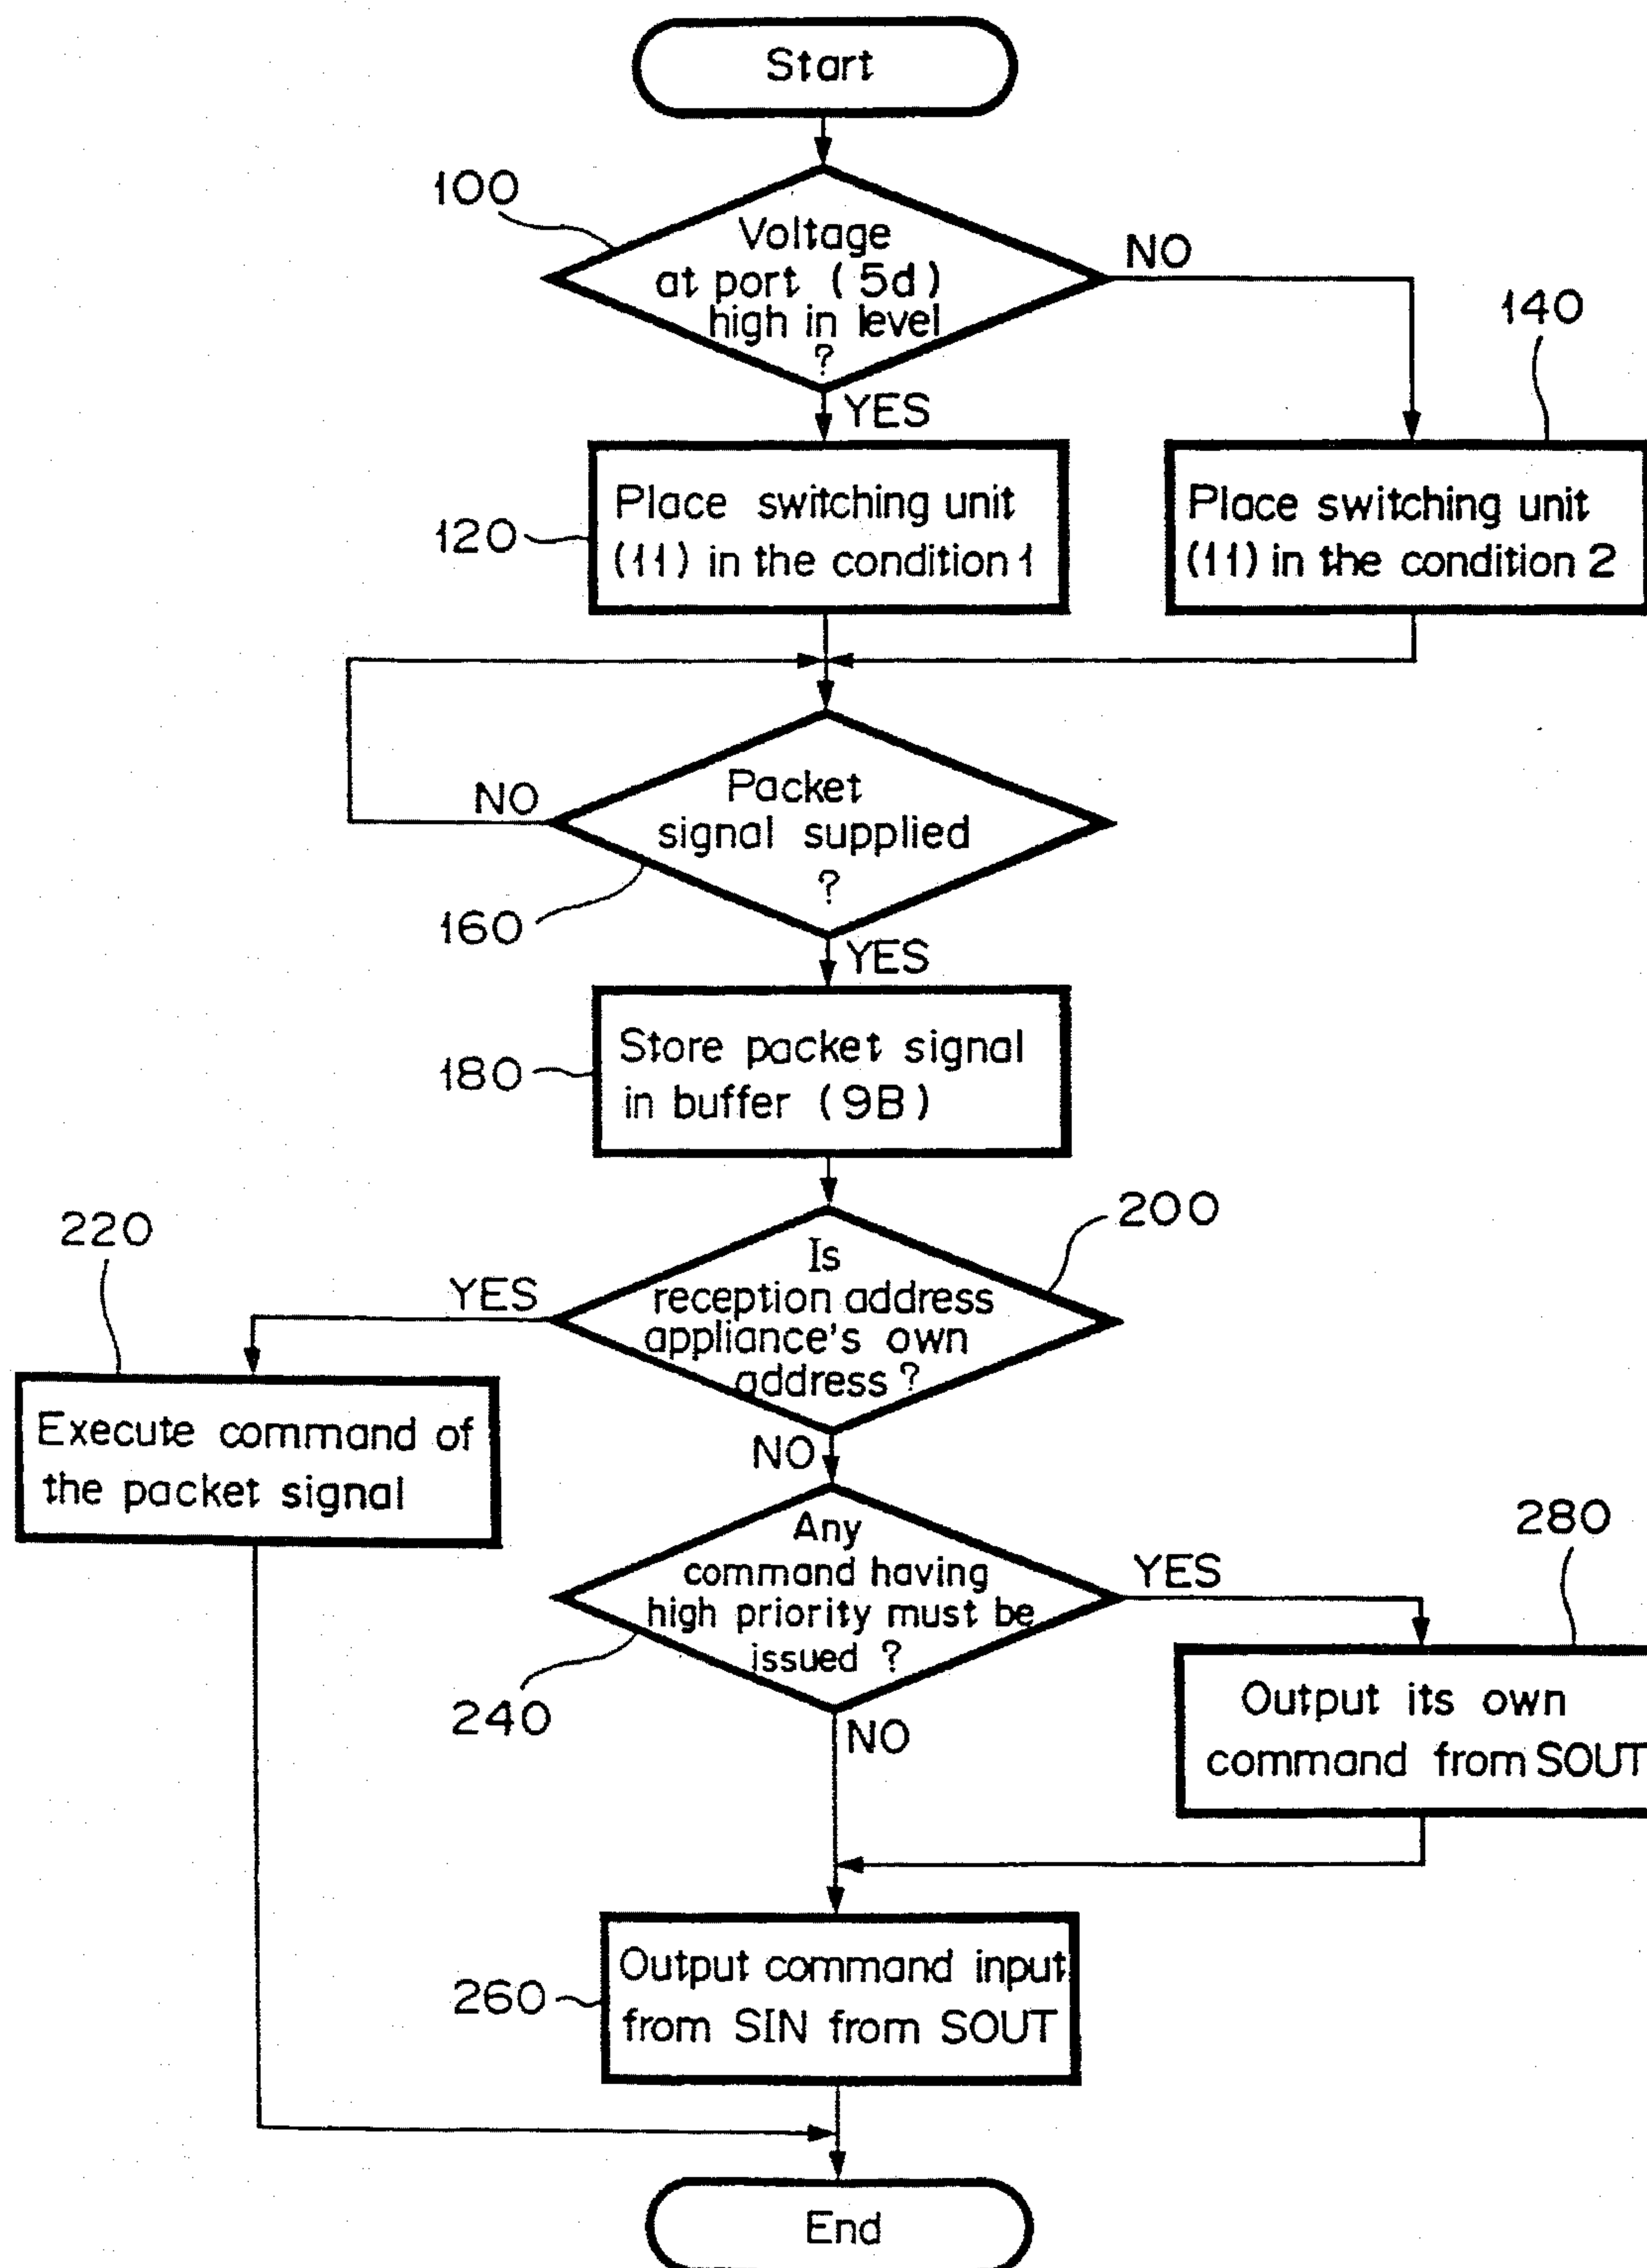 Start
100
Voltage
at port (5d)
high in level
?
NO
140
YES
120
Place switching unit
(11) in the condition 1
Place switching unit
(11) in the condition 2
NO
Packet
signal supplied
?
160
YES
180
Store packet signal
in buffer (9B)
200
220
YES
Is
reception address
appliance's own
address ?
Execute command of
the packet signal
NO
280
Any
command having
high priority must be
issued ?
YES
240
NO
Output its own
command from SOUT
260
Output command input
from SIN from SOUT
End